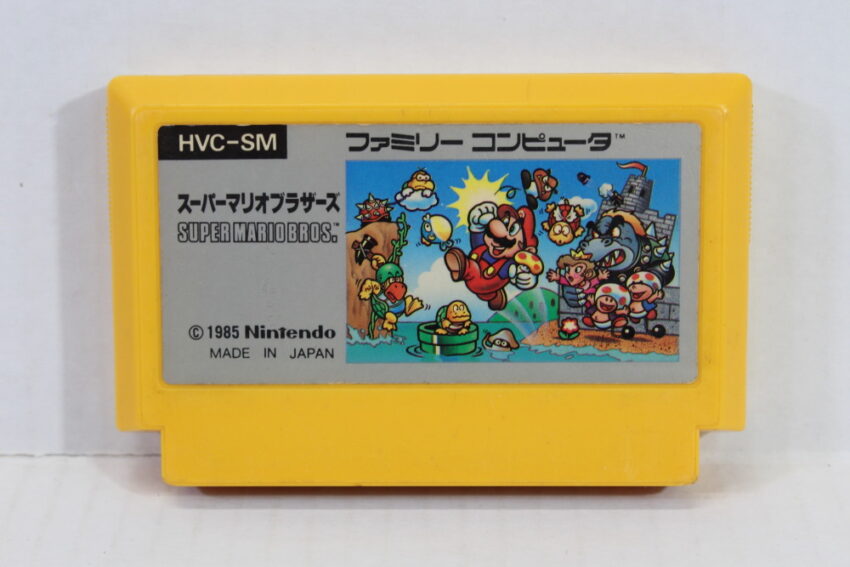 HVC-SM
ファミリー コンピュータ™
スーパーマリオブラザーズ
SUPER MARIO BROS.™
© 1985 Nintendo
MADE IN JAPAN